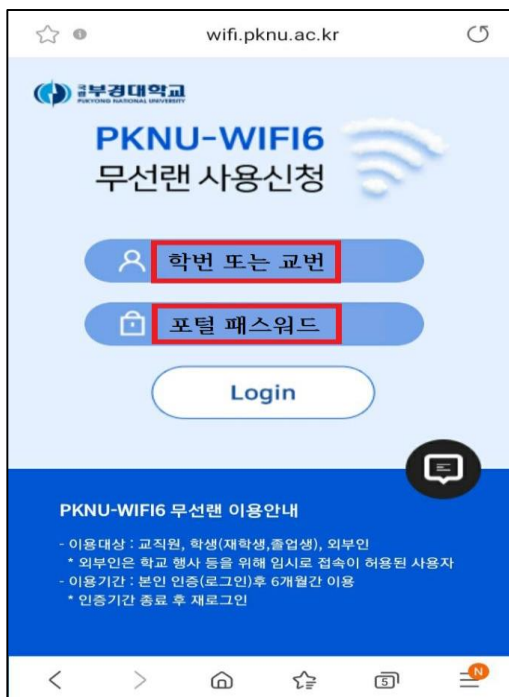 wifi.pknu.ac.kr
국립부경대학교
PUKYONG NATIONAL UNIVERSITY
PKNU-WIFI6
무선랜 사용신청
학번 또는 교번
포털 패스워드
Login
PKNU-WIFI6 무선랜 이용안내
- 이용대상 : 교직원, 학생(재학생,졸업생), 외부인
* 외부인은 학교 행사 등을 위해 임시로 접속이 허용된 사용자
- 이용기간 : 본인 인증(로그인)후 6개월간 이용
* 인증기간 종료 후 재로그인
5
N